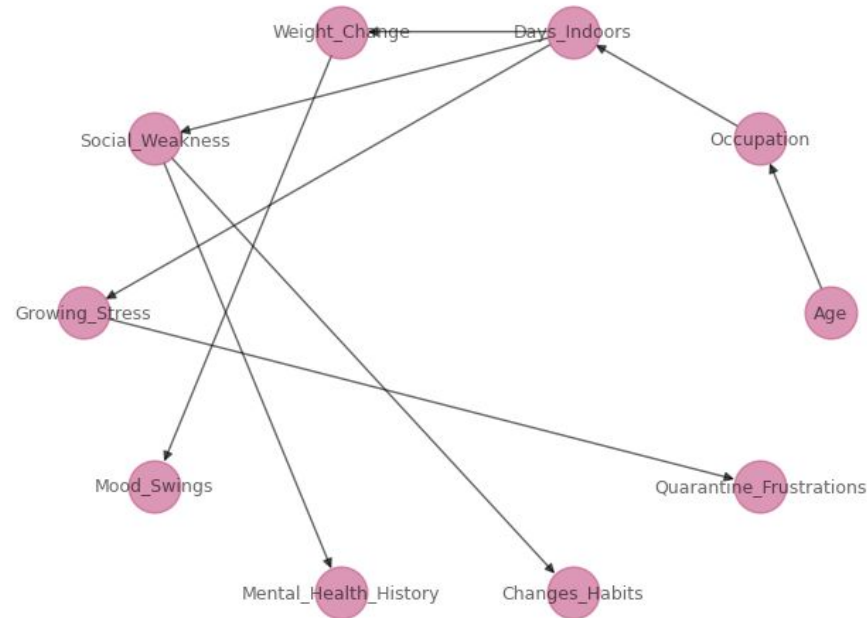 Weight_Change
Days_Indoors
Social_Weakness
Occupation
Growing_Stress
Age
Mood_Swings
Quarantine_Frustrations
Mental_Health_History
Changes_Habits